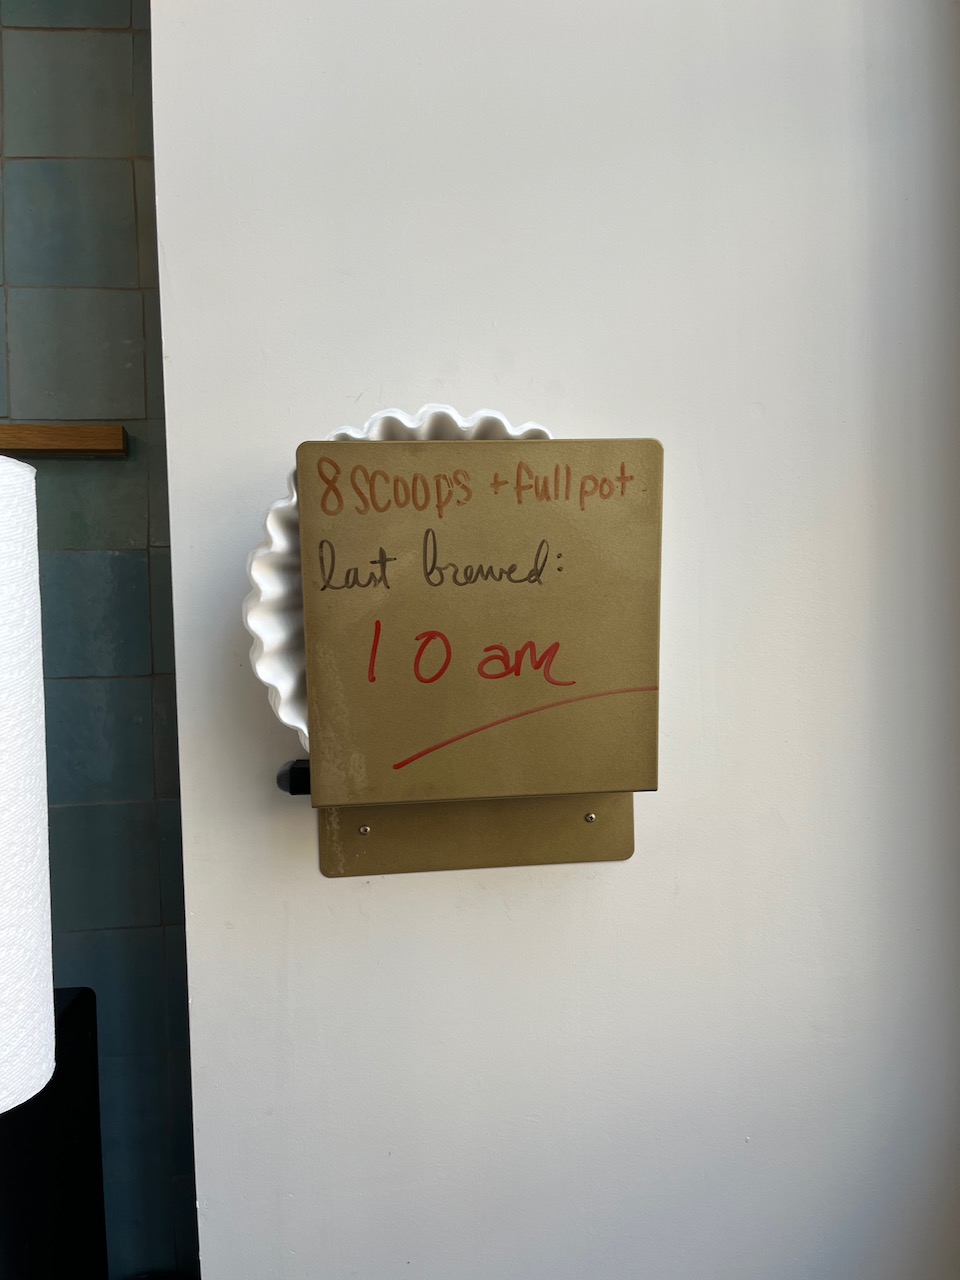 8 scoops + full pot
last brewed:
10 am